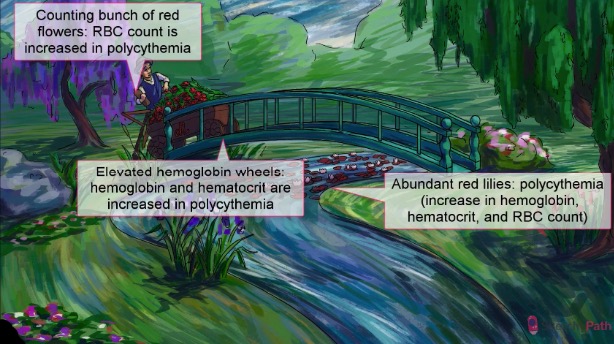 Counting bunch of red
flowers: RBC count is
increased in polycythemia
Elevated hemoglobin wheels:
hemoglobin and hematocrit are
increased in polycythemia
Abundant red lilies: polycythemia
(increase in hemoglobin,
hematocrit, and RBC count)
Path